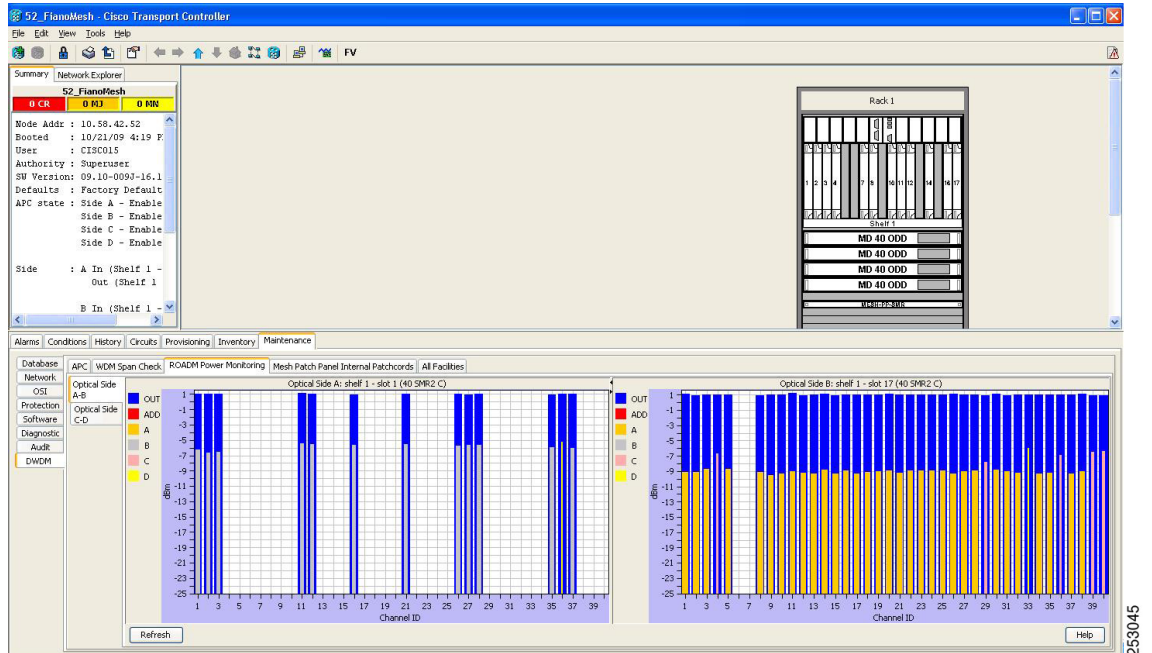 52_FianoMesh - Cisco Transport Controller
File Edit View Tools Help
FV
Summary Network Explorer
52_FianoMesh
0 CR 0 MJ 0 MN
Node Addr : 10.58.42.52
Booted : 10/21/09 4:19 P
User : CISCO15
Authority : Superuser
SW Version: 09.10-009J-16.1
Defaults : Factory Default
APC state : Side A - Enable
Side B - Enable
Side C - Enable
Side D - Enable
Side : A In (Shelf 1 -
Out (Shelf 1
B In (Shelf 1 -
Rack 1
1 2 3 4 7 8 10 11 12 14 16 17
Shelf 1
MD 40 ODD
MD 40 ODD
MD 40 ODD
MD 40 ODD
MESH-PP-SMR
Alarms Conditions History Circuits Provisioning Inventory Maintenance
Database
Network
OSI
Protection
Software
Diagnostic
Audit
DWDM
APC WDM Span Check ROADM Power Monitoring Mesh Patch Panel Internal Patchcords All Facilities
Optical Side
A-B
Optical Side
C-D
Optical Side A: shelf 1 - slot 1 (40 SMR2 C)
OUT
ADD
A
B
C
D
dBm
1
-1
-3
-5
-7
-9
-11
-13
-15
-17
-19
-21
-23
-25
1 3 5 7 9 11 13 15 17 19 21 23 25 27 29 31 33 35 37 39
Channel ID
Optical Side B: shelf 1 - slot 17 (40 SMR2 C)
OUT
ADD
A
B
C
D
dBm
1
-1
-3
-5
-7
-9
-11
-13
-15
-17
-19
-21
-23
-25
1 3 5 7 9 11 13 15 17 19 21 23 25 27 29 31 33 35 37 39
Channel ID
Refresh
Help
253045